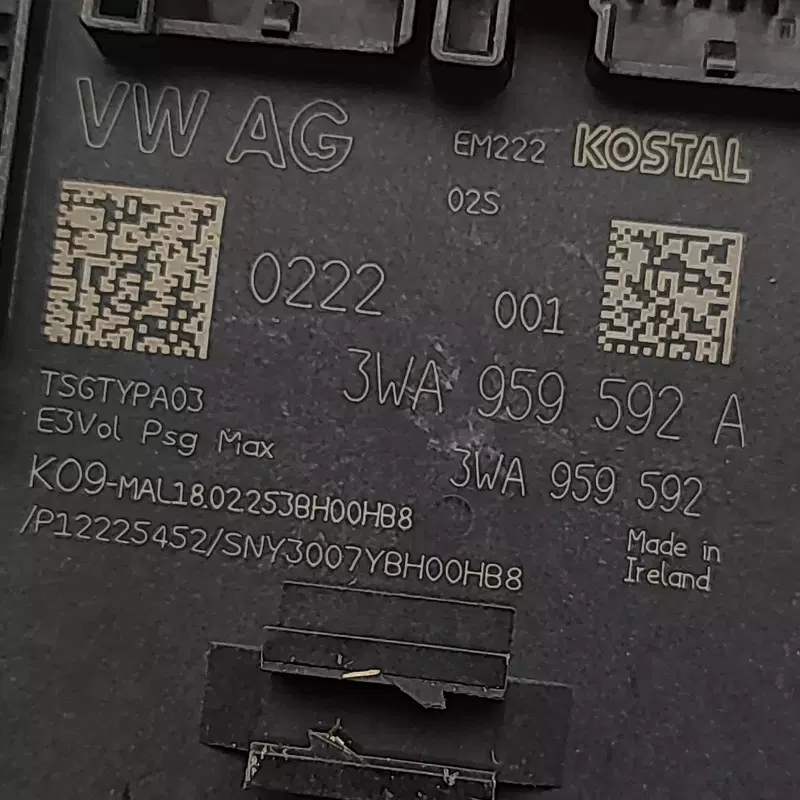 VW AG
EM222 KOSTAL
02S
0222
001
3WA 959 592 A
TSGTYPA03
E3Vol Psg Max
3WA 959 592
K09-MAL18.02253BH00HB8
/P12225452/SNY3007YBH00HB8
Made in
Ireland